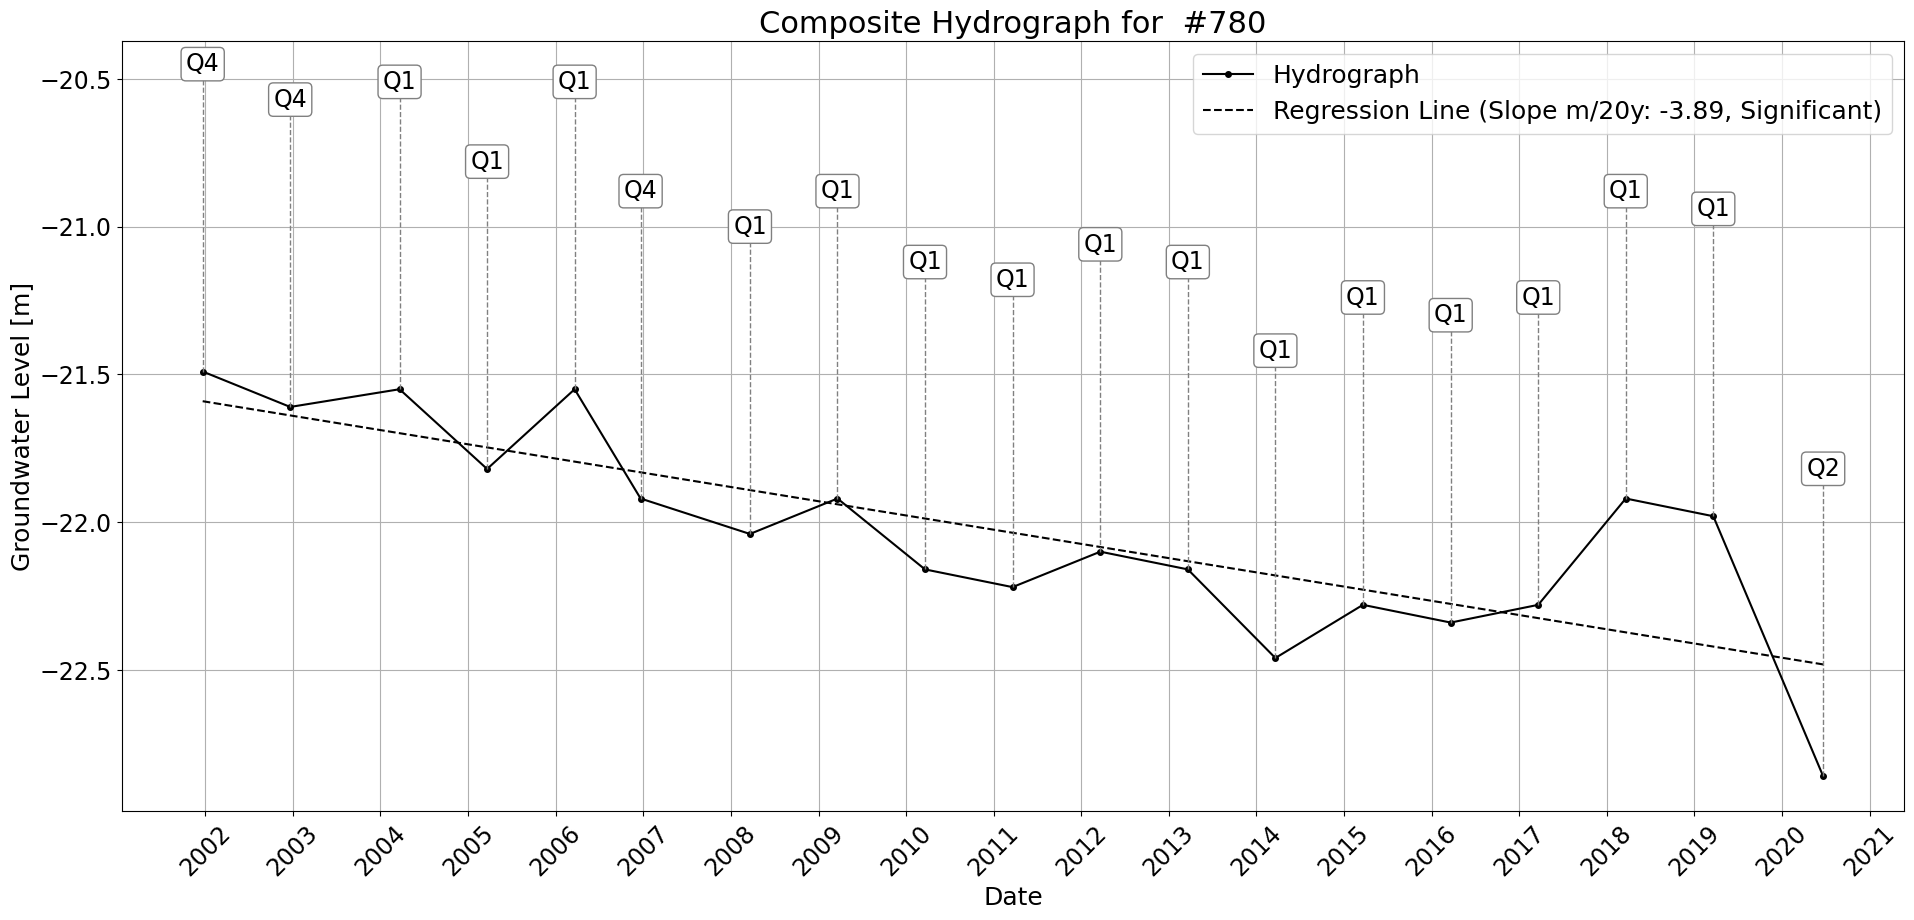 Composite Hydrograph for  #780
Hydrograph
Regression Line (Slope m/20y: -3.89, Significant)
Groundwater Level [m]
−20.5
−21.0
−21.5
−22.0
−22.5
Q4
Q4
Q1
Q1
Q1
Q4
Q1
Q1
Q1
Q1
Q1
Q1
Q1
Q1
Q1
Q1
Q1
Q1
Q2
2002
2003
2004
2005
2006
2007
2008
2009
2010
2011
2012
2013
2014
2015
2016
2017
2018
2019
2020
2021
Date